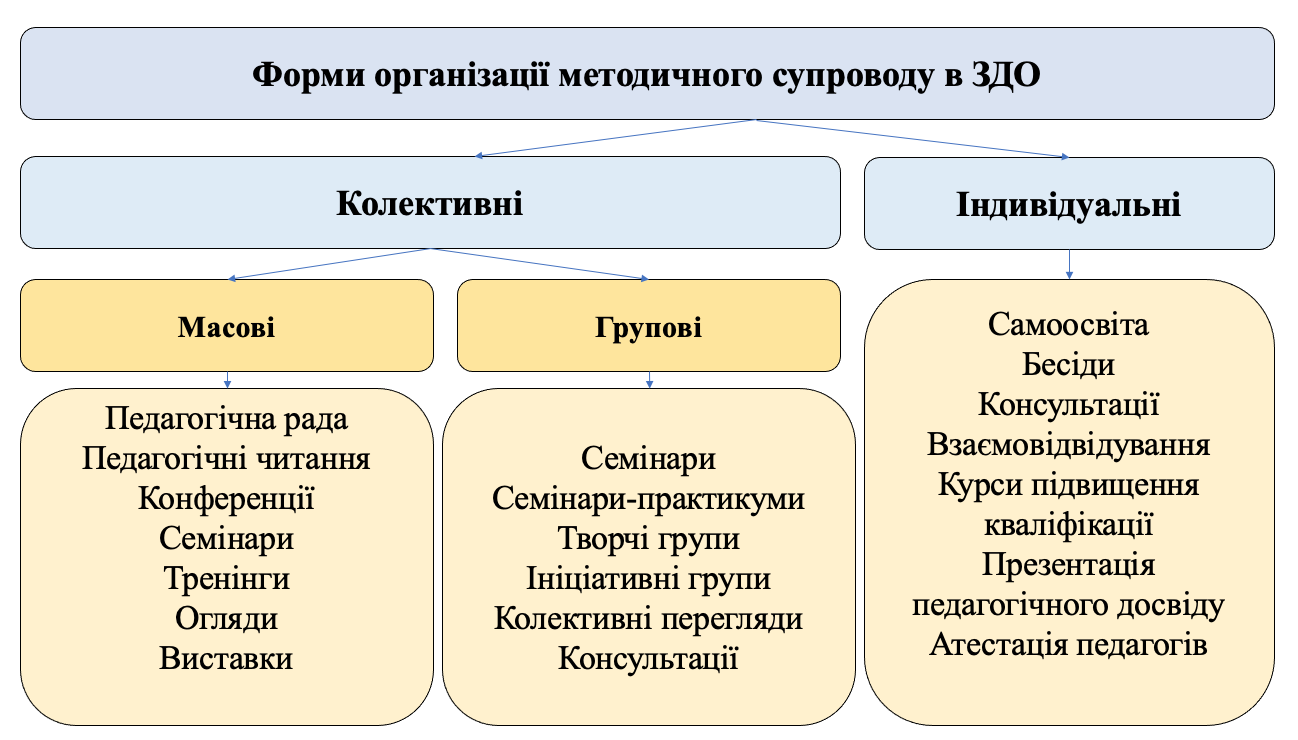 Форми організації методичного супроводу в ЗДО
Колективні
Індивідуальні
Масові
Групові
Педагогічна рада
Педагогічні читання
Конференції
Семінари
Тренінги
Огляди
Виставки
Семінари
Семінари-практикуми
Творчі групи
Ініціативні групи
Колективні перегляди
Консультації
Самоосвіта
Бесіди
Консультації
Взаємовідвідування
Курси підвищення
кваліфікації
Презентація
педагогічного досвіду
Атестація педагогів